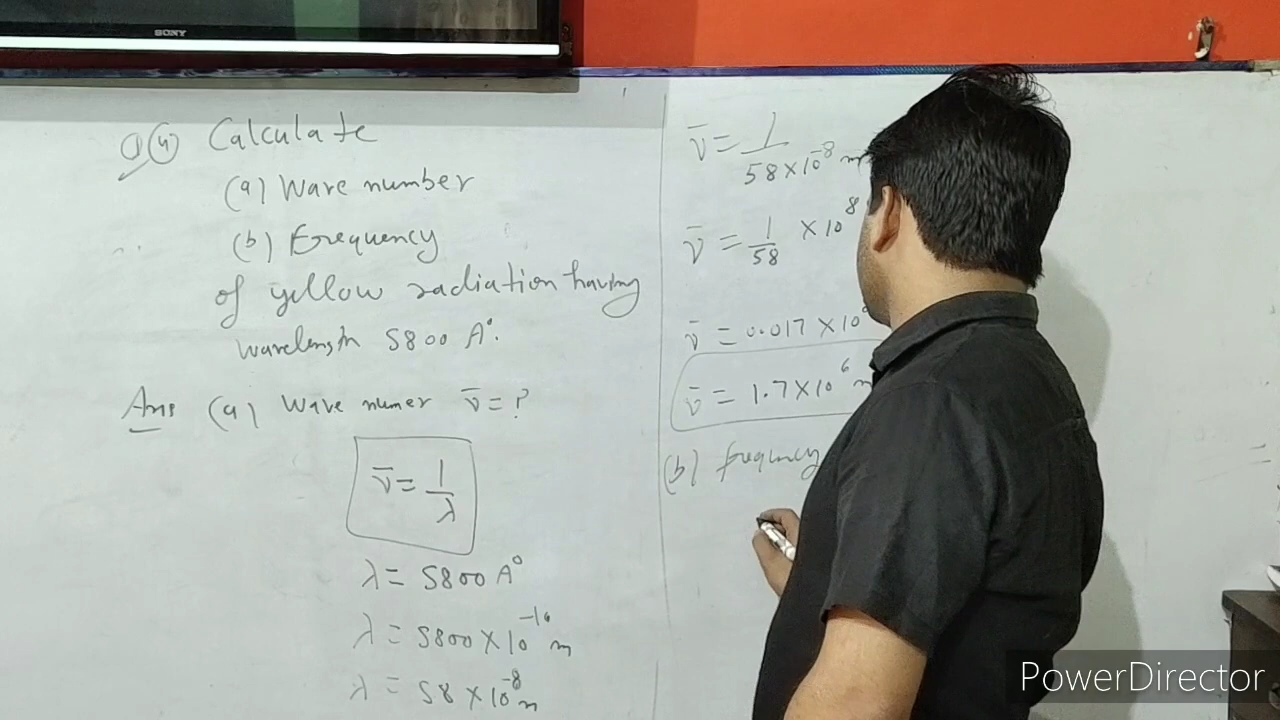 SONY
Q(4) Calculate
(a) Wave number
(b) Frequency
of yellow radiation having
wavelength 5800 A°.
Ans (a) Wave numer ν̅ = ?
ν̅ = 1/λ
λ = 5800 A°
λ = 5800 × 10⁻¹⁰ m
λ = 58 × 10⁻⁸ m
ν̅ = 1/58 × 10⁻⁸ m
ν̅ = 1/58 × 10⁸
ν̅ = 0.017 × 10
ν̅ = 1.7 × 10⁶ m
(b) frequncy
PowerDirector